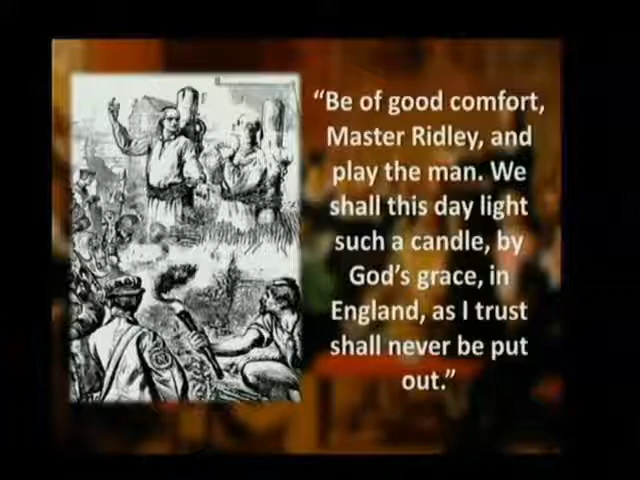 “Be of good comfort,
Master Ridley, and
play the man. We
shall this day light
such a candle, by
God’s grace, in
England, as I trust
shall never be put
out.”